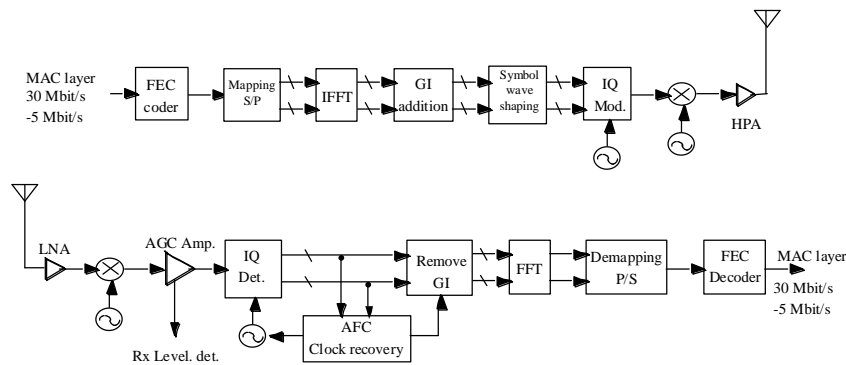 MAC layer
30 Mbit/s
-5 Mbit/s
FEC
coder
Mapping
S/P
IFFT
GI
addition
Symbol
wave
shaping
IQ
Mod.
HPA
LNA
AGC Amp.
Rx Level. det.
IQ
Det.
AFC
Clock recovery
Remove
GI
FFT
Demapping
P/S
FEC
Decoder
MAC layer
30 Mbit/s
-5 Mbit/s